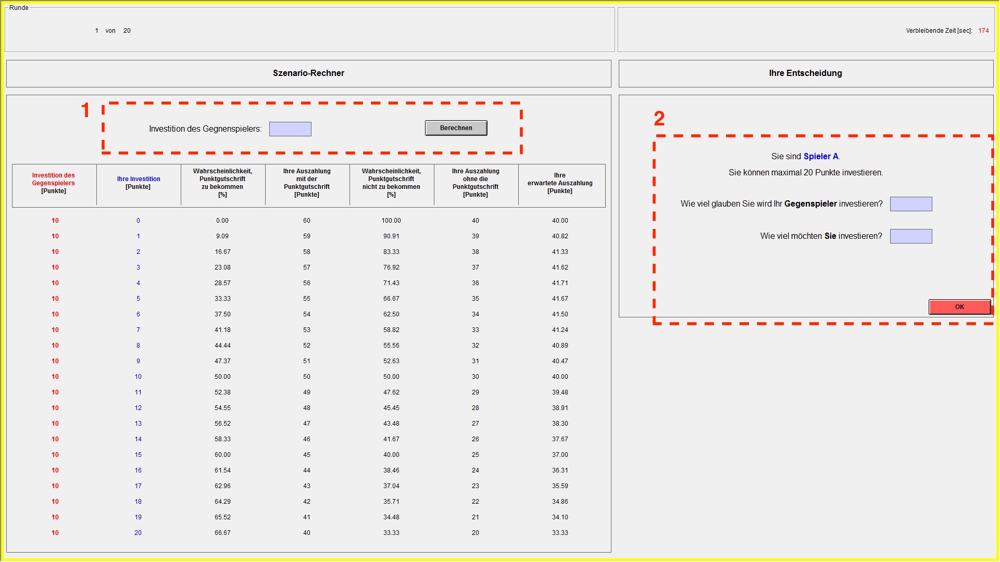 Runde
1 von 20
Verbleibende Zeit [sec]: 174
Szenario-Rechner
Ihre Entscheidung
1
Investition des Gegnenspielers:
Berechnen
Investition des
Gegenspielers
[Punkte]
Ihre Investition
[Punkte]
Wahrscheinlichkeit,
Punktgutschrift
zu bekommen
[%]
Ihre Auszahlung
mit der
Punktgutschrift
[Punkte]
Wahrscheinlichkeit,
Punktgutschrift
nicht zu bekommen
[%]
Ihre Auszahlung
ohne die
Punktgutschrift
[Punkte]
Ihre
erwartete Auszahlung
[Punkte]
10 0 0.00 60 100.00 40 40.00
10 1 9.09 59 90.91 39 40.82
10 2 16.67 58 83.33 38 41.33
10 3 23.08 57 76.92 37 41.62
10 4 28.57 56 71.43 36 41.71
10 5 33.33 55 66.67 35 41.67
10 6 37.50 54 62.50 34 41.50
10 7 41.18 53 58.82 33 41.24
10 8 44.44 52 55.56 32 40.89
10 9 47.37 51 52.63 31 40.47
10 10 50.00 50 50.00 30 40.00
10 11 52.38 49 47.62 29 39.48
10 12 54.55 48 45.45 28 38.91
10 13 56.52 47 43.48 27 38.30
10 14 58.33 46 41.67 26 37.67
10 15 60.00 45 40.00 25 37.00
10 16 61.54 44 38.46 24 36.31
10 17 62.96 43 37.04 23 35.59
10 18 64.29 42 35.71 22 34.86
10 19 65.52 41 34.48 21 34.10
10 20 66.67 40 33.33 20 33.33
2
Sie sind Spieler A.
Sie können maximal 20 Punkte investieren.
Wie viel glauben Sie wird Ihr Gegenspieler investieren?
Wie viel möchten Sie investieren?
OK